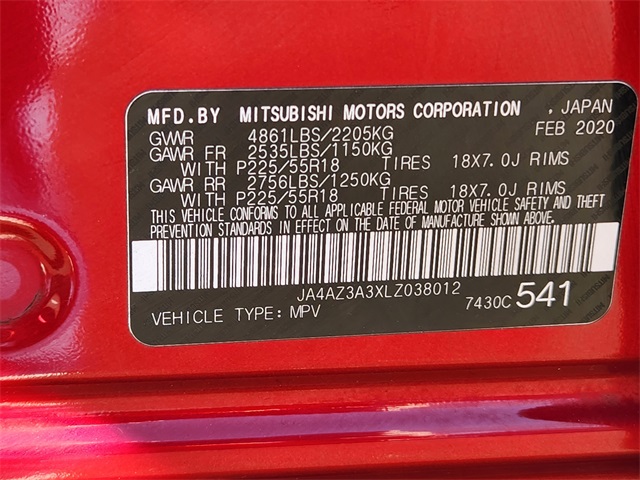 MFD.BY MITSUBISHI MOTORS CORPORATION , JAPAN
GVWR 4861LBS/2205KG FEB 2020
GAWR FR 2535LBS/1150KG
WITH P225/55R18 TIRES 18X7.0J RIMS
GAWR RR 2756LBS/1250KG
WITH P225/55R18 TIRES 18X7.0J RIMS
THIS VEHICLE CONFORMS TO ALL APPLICABLE FEDERAL MOTOR VEHICLE SAFETY AND THEFT
PREVENTION STANDARDS IN EFFECT ON THE DATE OF MANUFACTURE SHOWN ABOVE.
JA4AZ3A3XLZ038012
VEHICLE TYPE: MPV 7430C 541